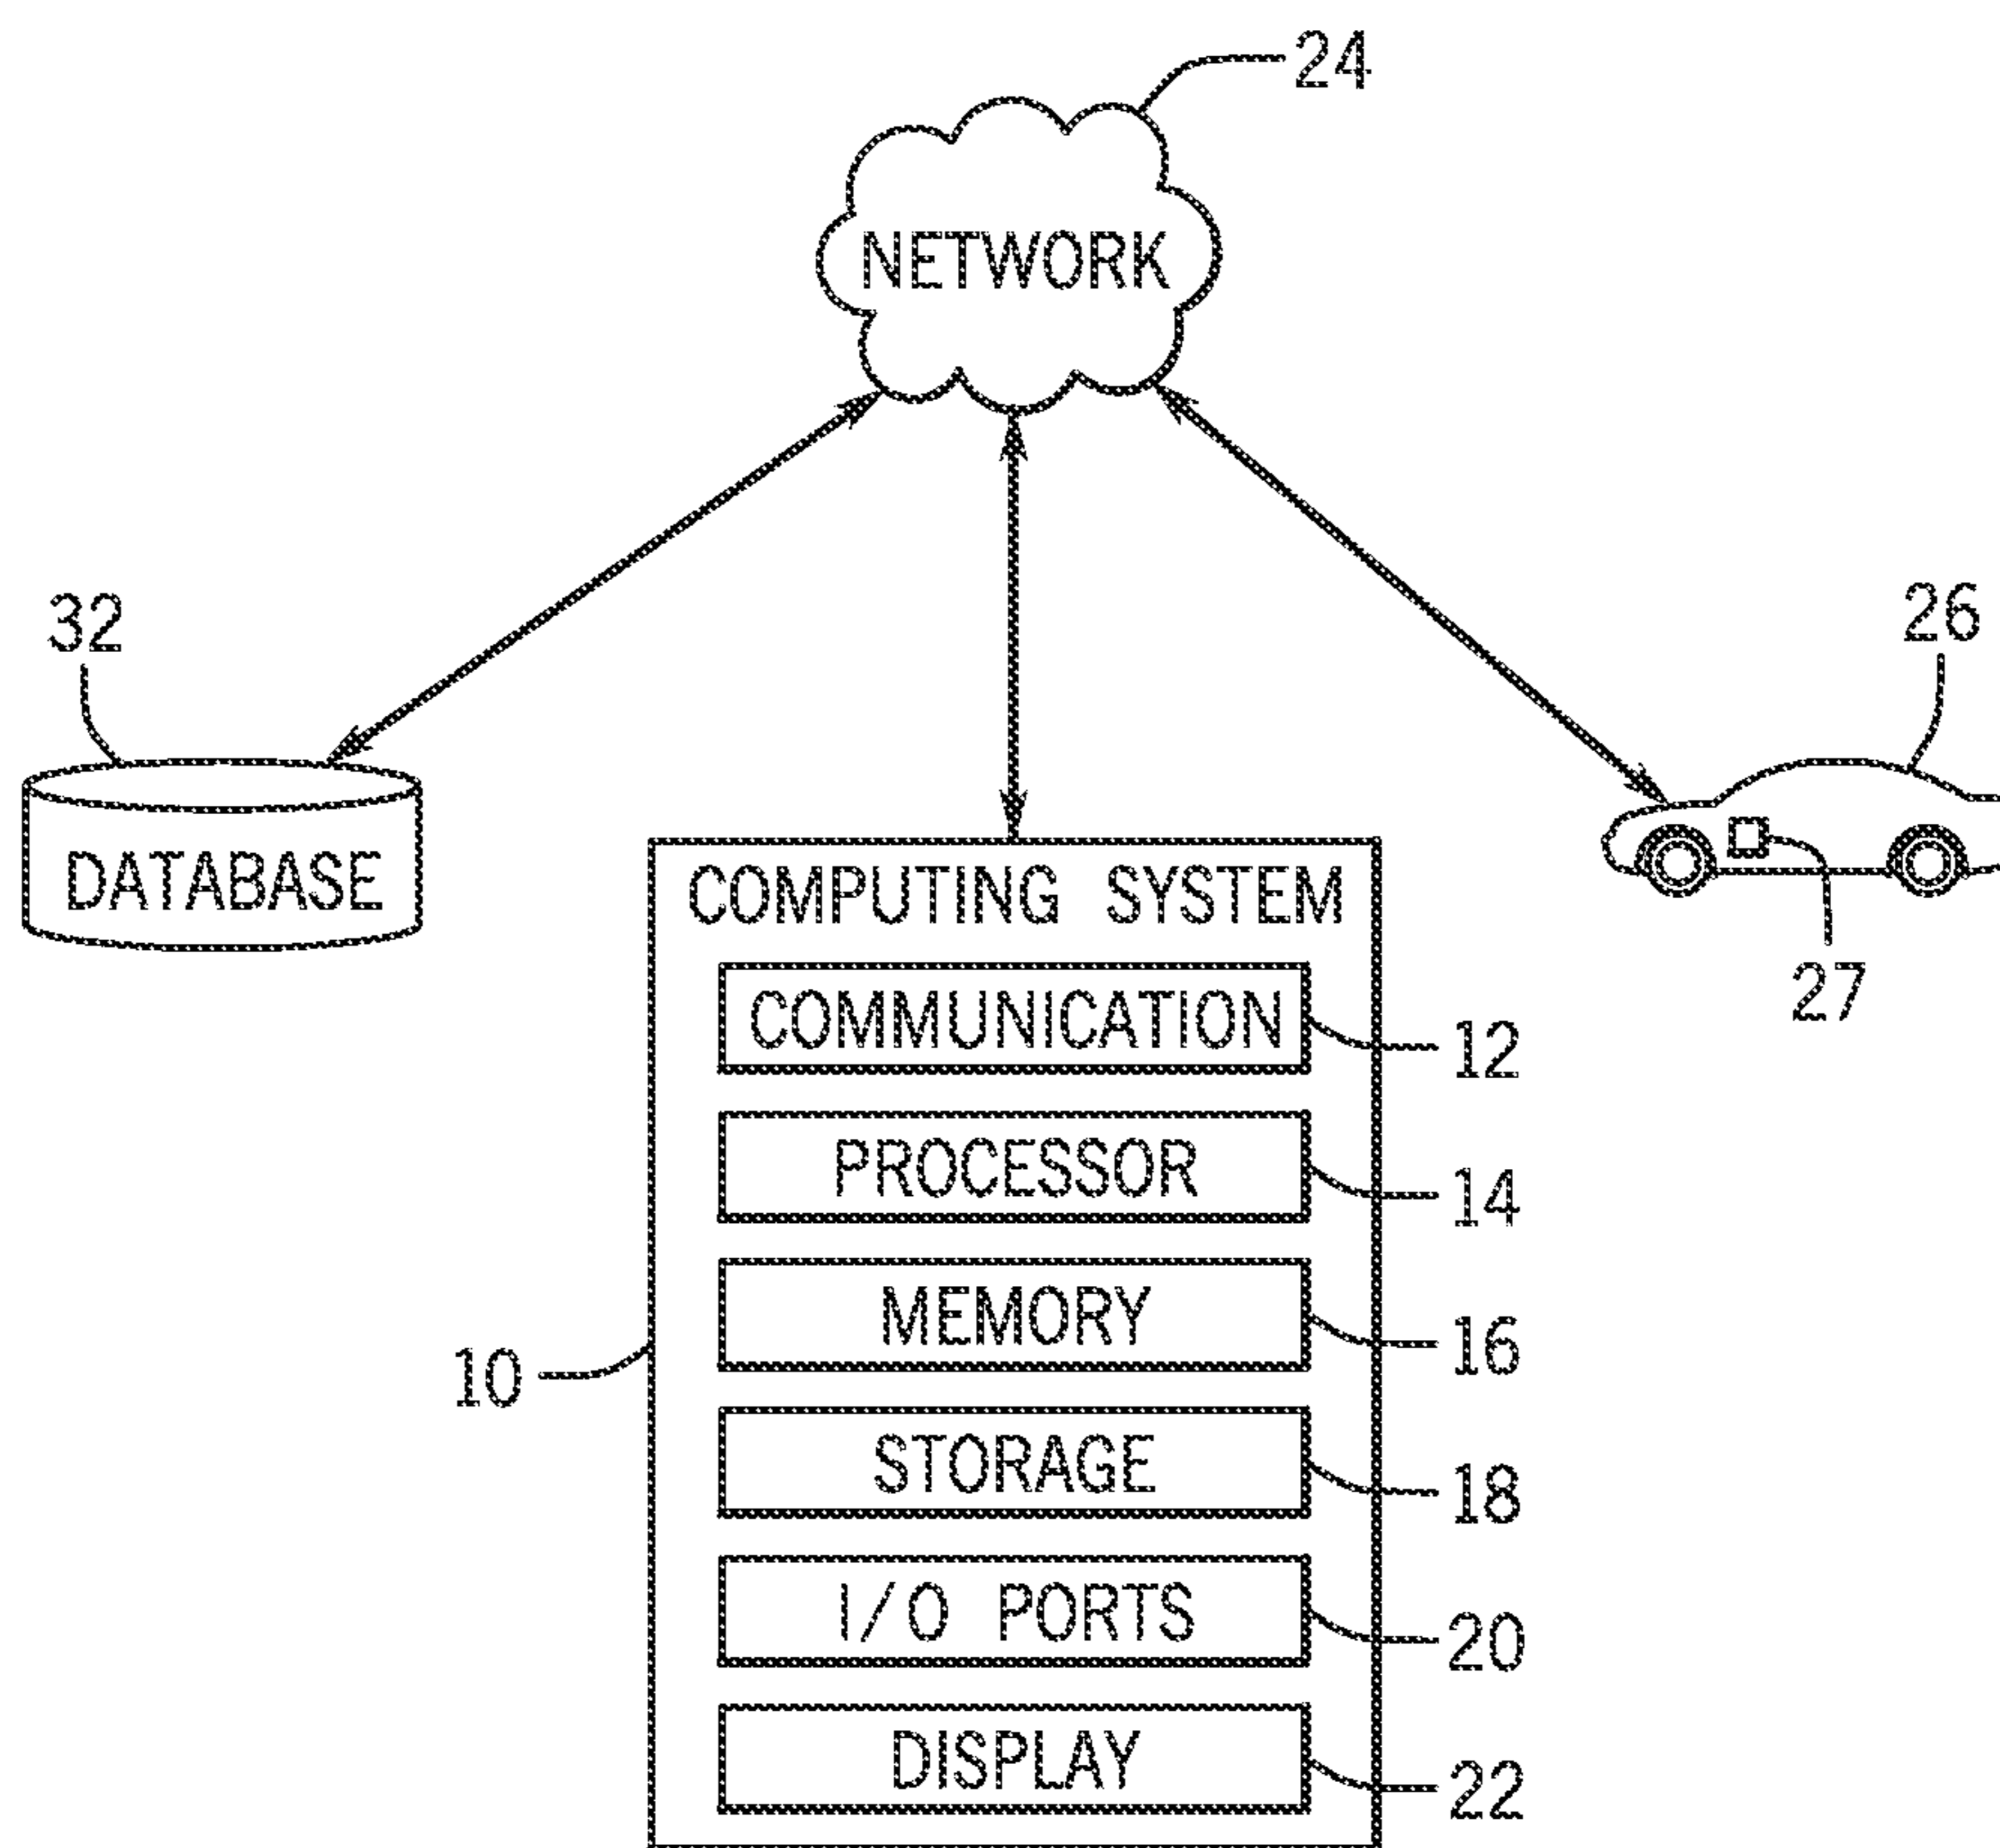 24
NETWORK
32
26
DATABASE
COMPUTING SYSTEM
27
COMMUNICATION
12
PROCESSOR
14
MEMORY
16
10
STORAGE
18
I/O PORTS
20
DISPLAY
22